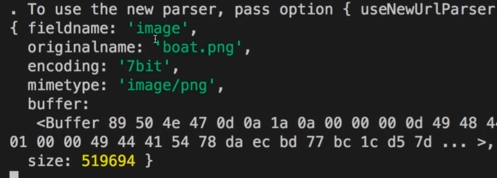 . To use the new parser, pass option { useNewUrlParser
{ fieldname: 'image',
originalname: 'boat.png',
encoding: '7bit',
mimetype: 'image/png',
buffer:
<Buffer 89 50 4e 47 0d 0a 1a 0a 00 00 00 0d 49 48 4
01 00 00 49 44 41 54 78 da ec bd 77 bc 1c d5 7d ... >,
size: 519694 }